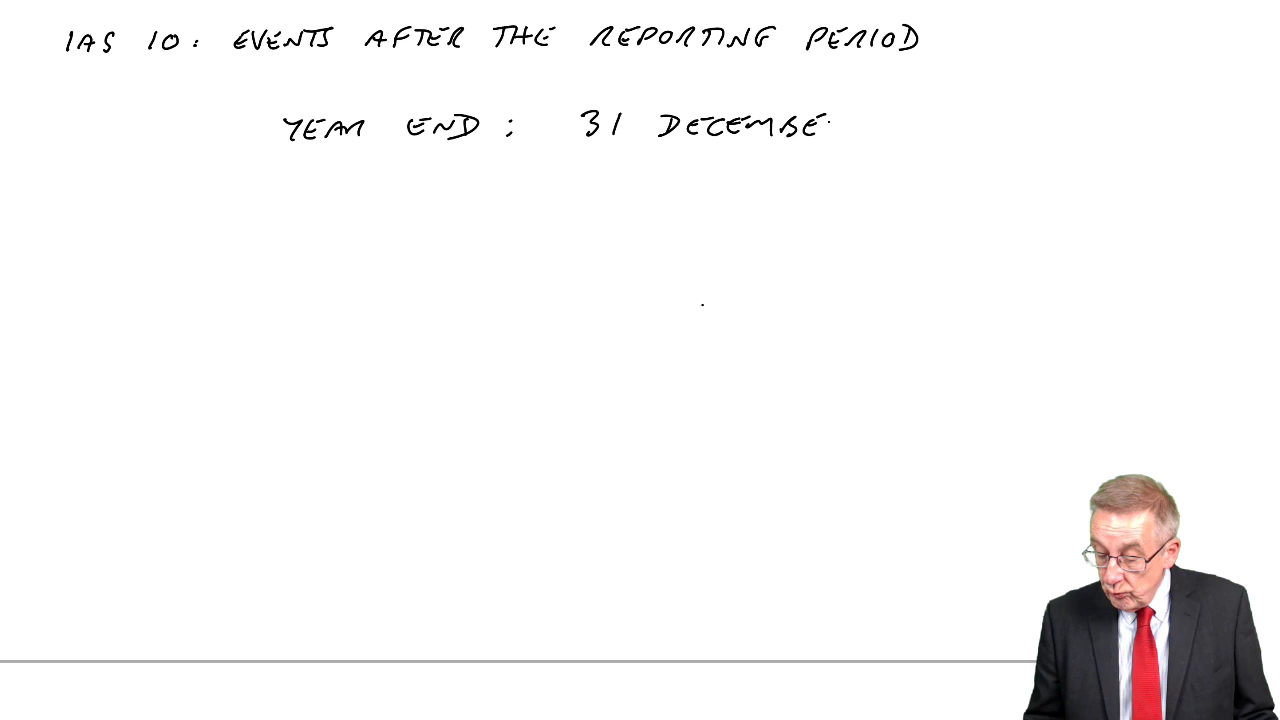 IAS 10: EVENTS AFTER THE REPORTING PERIOD
YEAR END: 31 DECEMBE